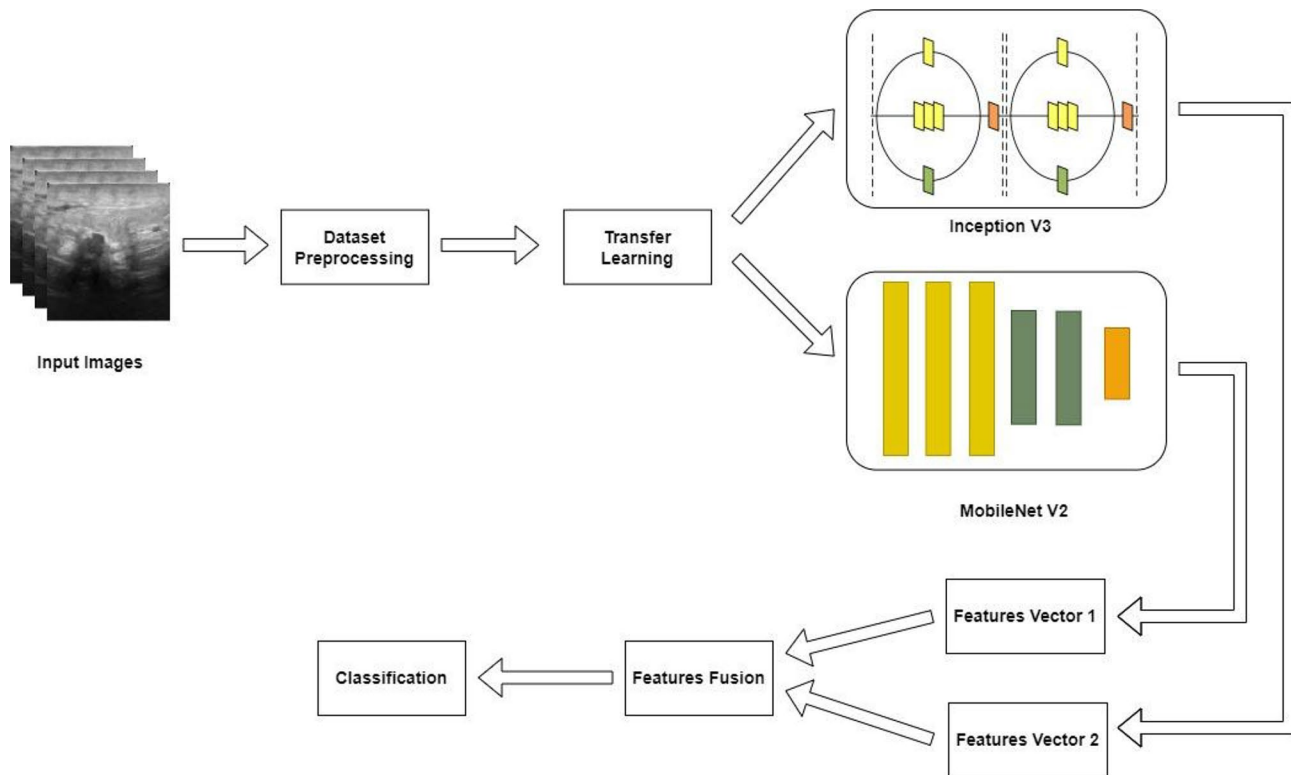 Input Images
Dataset
Preprocessing
Transfer
Learning
Inception V3
MobileNet V2
Features Vector 1
Features Vector 2
Features Fusion
Classification